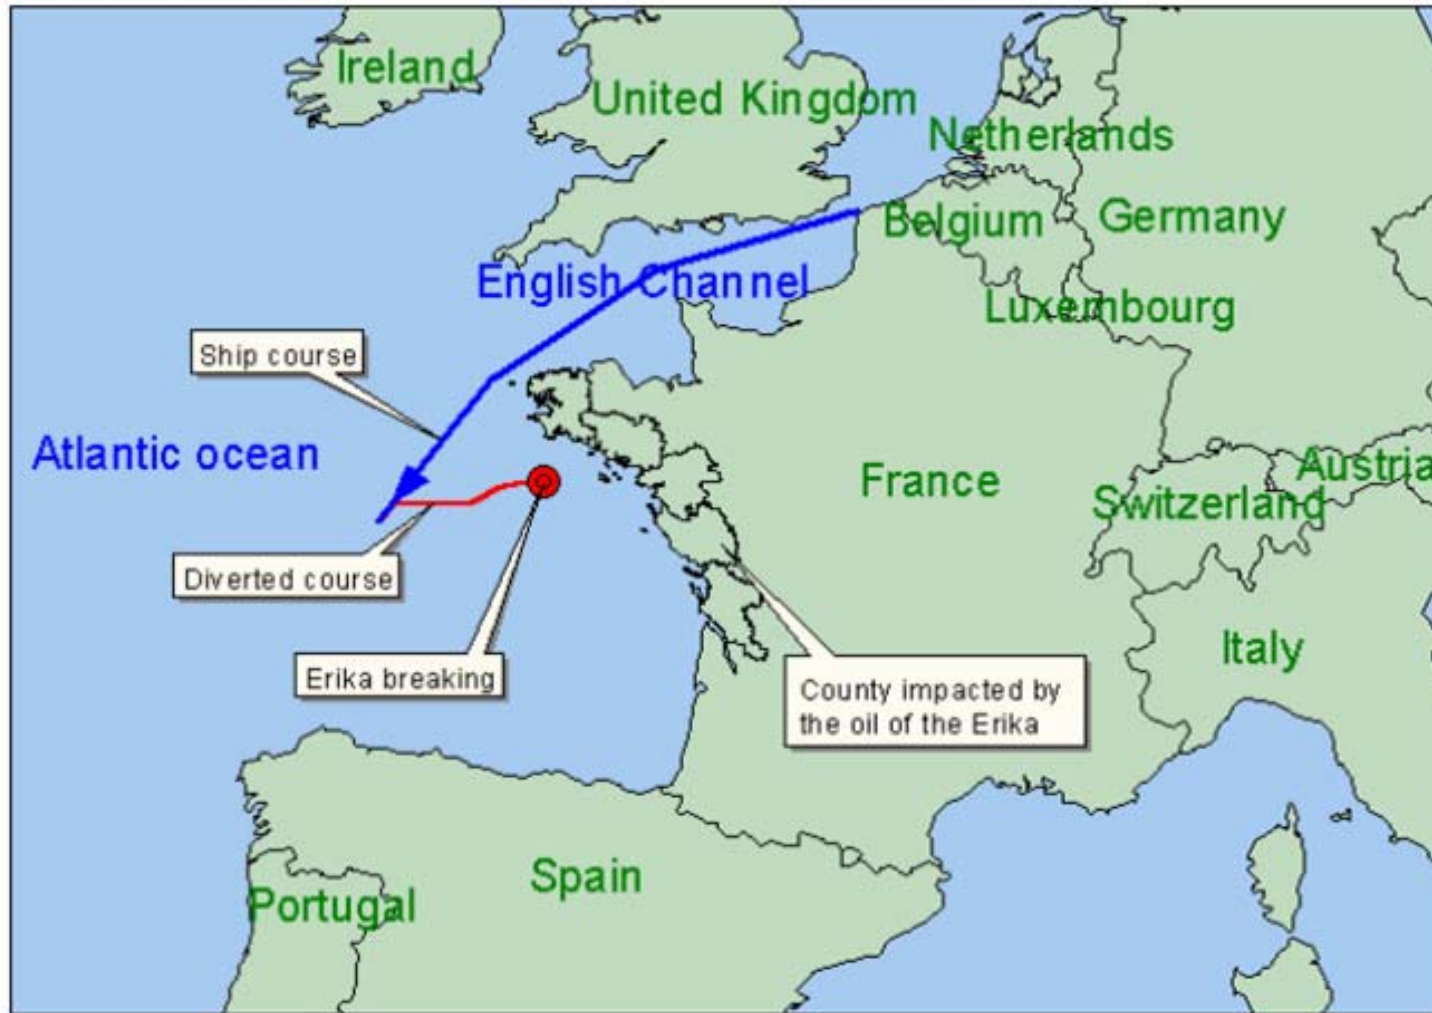 Ireland
United Kingdom
Netherlands
Belgium
Germany
English Channel
Luxembourg
Ship course
Atlantic ocean
France
Austria
Switzerland
Diverted course
Erika breaking
Italy
County impacted by
the oil of the Erika
Spain
Portugal